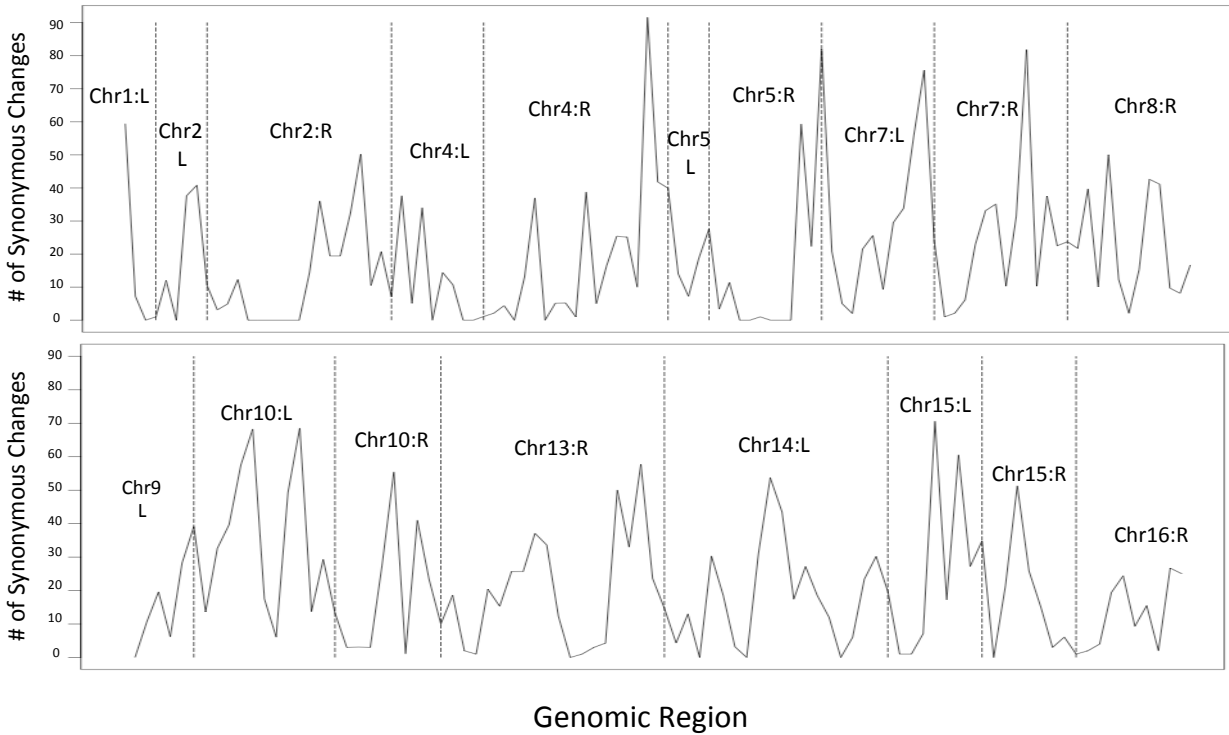 # of Synonymous Changes
90
80
70
60
50
40
30
20
10
0
Chr1:L
Chr2
L
Chr2:R
Chr4:L
Chr4:R
Chr5
L
Chr5:R
Chr7:L
Chr7:R
Chr8:R
# of Synonymous Changes
90
80
70
60
50
40
30
20
10
0
Chr9
L
Chr10:L
Chr10:R
Chr13:R
Chr14:L
Chr15:L
Chr15:R
Chr16:R
Genomic Region